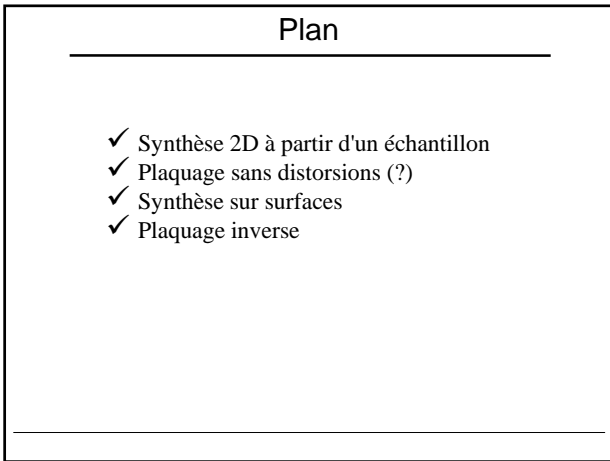 Plan
✓ Synthèse 2D à partir d'un échantillon
✓ Plaquage sans distorsions (?)
✓ Synthèse sur surfaces
✓ Plaquage inverse